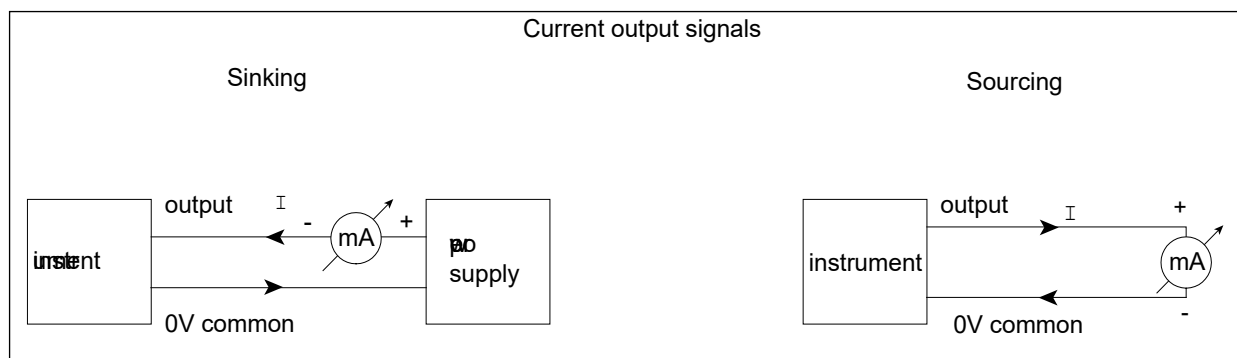 Current output signals
Sinking
Sourcing
output I - + mA
supply
0V common
output I +
instrument
mA
0V common -